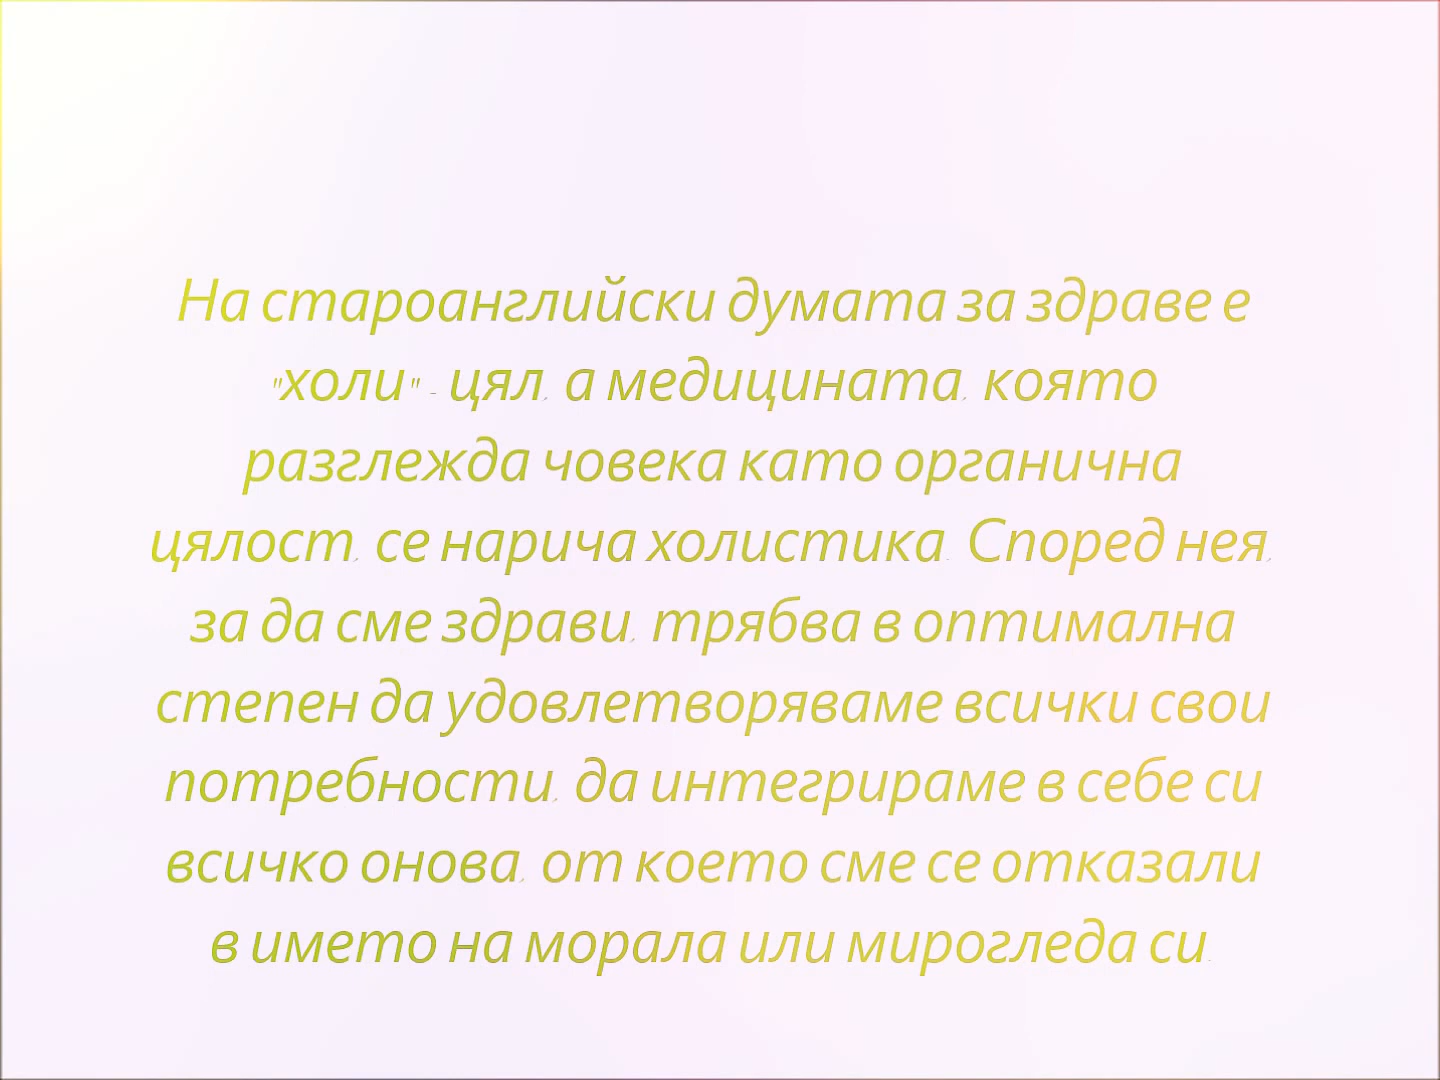 На староанглийски думата за здраве е
"холи" - цял, а медицината, която
разглежда човека като органична
цялост, се нарича холистика. Според нея,
за да сме здрави, трябва в оптимална
степен да удовлетворяваме всички свои
потребности, да интегрираме в себе си
всичко онова, от което сме се отказали
в името на морала или мирогледа си.